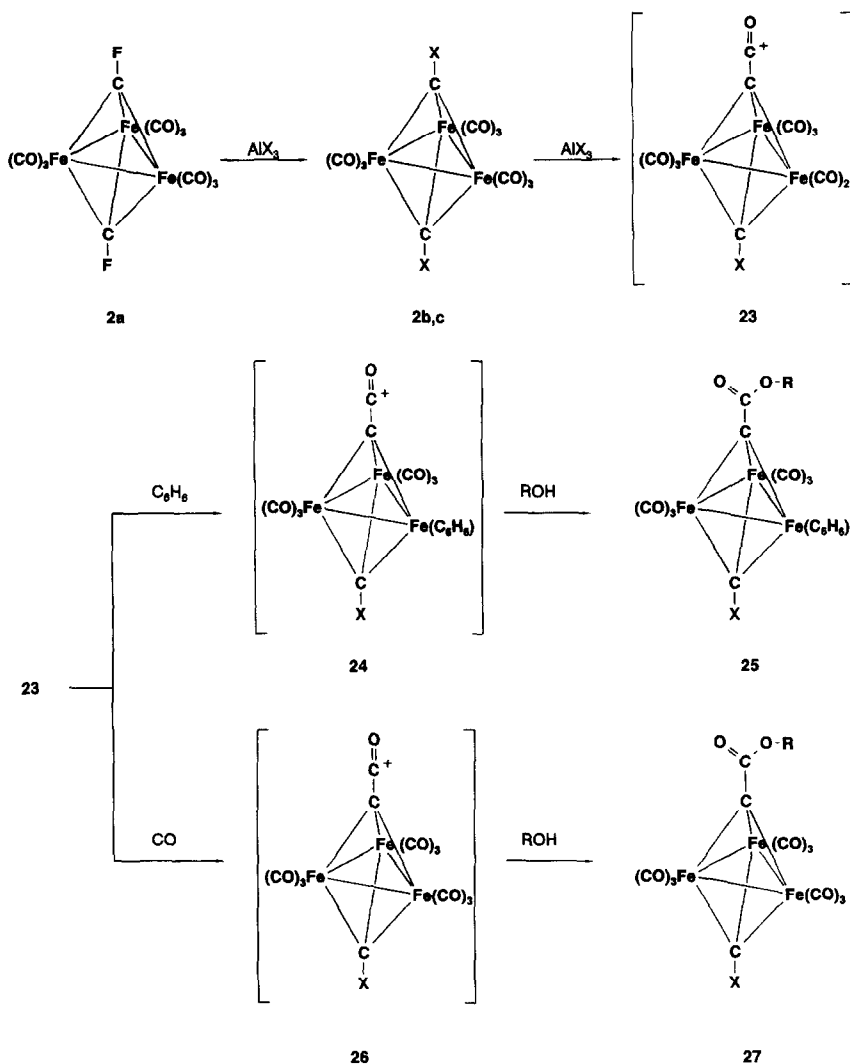 O
F X C +
C C C
Fe(CO)₃ Fe(CO)₃ Fe(CO)₃
(CO)₃Fe AlX₃ (CO)₃Fe AlX₃ (CO)₃Fe
Fe(CO)₃ Fe(CO)₃ Fe(CO)₂
C C C
F X X
2a 2b,c 23
O
C + O O-R
C
C C
C₆H₆ Fe(CO)₃ ROH Fe(CO)₃
(CO)₃Fe (CO)₃Fe
Fe(C₆H₆) Fe(C₆H₆)
C C
X X
24 25
23
O
C + O O-R
C
C C
CO Fe(CO)₃ ROH Fe(CO)₃
(CO)₃Fe (CO)₃Fe
Fe(CO)₃ Fe(CO)₃
C C
X X
26 27